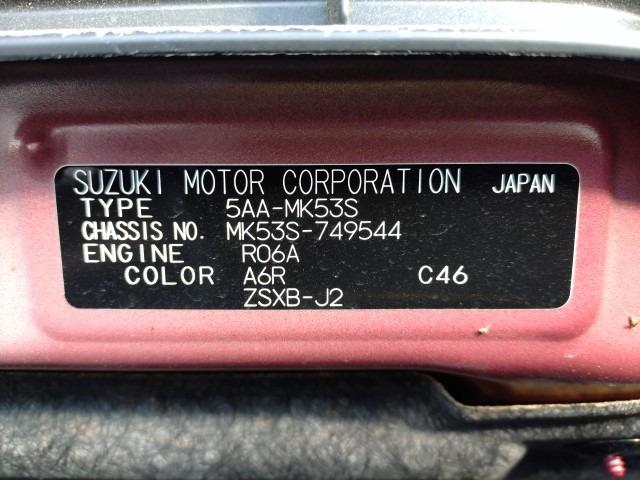 SUZUKI MOTOR CORPORATION JAPAN
TYPE 5AA-MK53S
CHASSIS NO. MK53S-749544
ENGINE R06A
COLOR A6R C46
ZSXB-J2